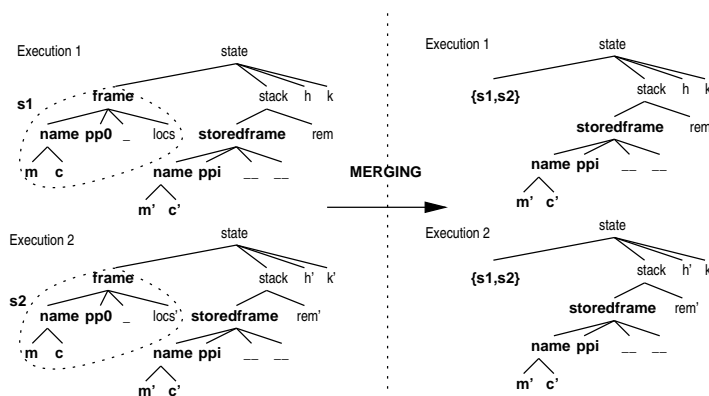 Execution 1
state
frame
s1
stack h k
name pp0 _ locs
storedframe rem
m c
name ppi __ __
m' c'
Execution 2
state
frame
s2
stack h' k'
name pp0 _ locs'
storedframe rem'
m c
name ppi __ __
m' c'
MERGING
Execution 1
state
{s1,s2}
stack h k
storedframe rem
name ppi __ __
m' c'
Execution 2
state
{s1,s2}
stack h' k'
storedframe rem'
name ppi __ __
m' c'